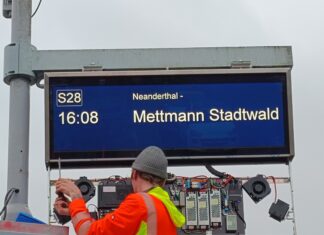 S28 Neanderthal -
16:08 Mettmann Stadtwald